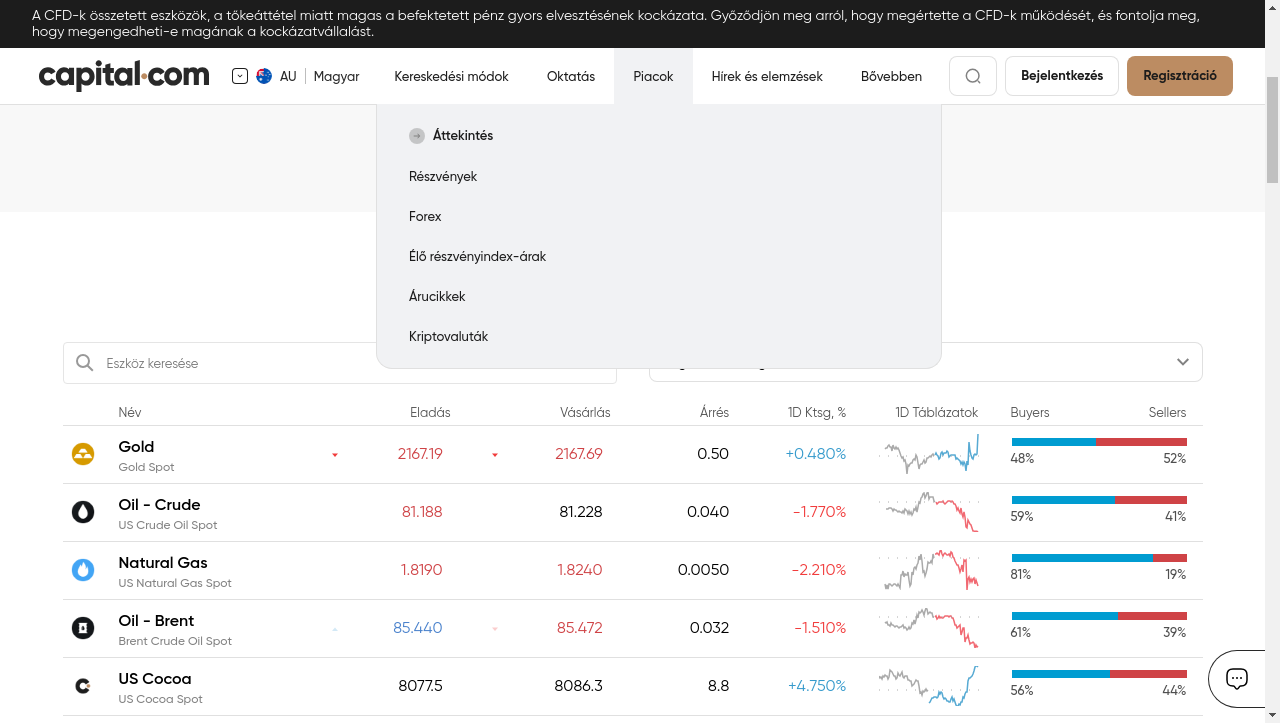 A CFD-k összetett eszközök, a tőkeáttétel miatt magas a befektetett pénz gyors elvesztésének kockázata. Győződjön meg arról, hogy megértette a CFD-k működését, és fontolja meg,
hogy megengedheti-e magának a kockázatvállalást.
capital.com
AU Magyar Kereskedési módok Oktatás Piacok Hírek és elemzések Bővebben Bejelentkezés Regisztráció
Áttekintés
Részvények
Forex
Élő részvényindex-árak
Árucikkek
Kriptovaluták
Eszköz keresése
Név Eladás Vásárlás Árrés 1D Ktsg, % 1D Táblázatok Buyers Sellers
Gold 2167.19 2167.69 0.50 +0.480% 48% 52%
Gold Spot
Oil - Crude 81.188 81.228 0.040 -1.770% 59% 41%
US Crude Oil Spot
Natural Gas 1.8190 1.8240 0.0050 -2.210% 81% 19%
US Natural Gas Spot
Oil - Brent 85.440 85.472 0.032 -1.510% 61% 39%
Brent Crude Oil Spot
US Cocoa 8077.5 8086.3 8.8 +4.750% 56% 44%
US Cocoa Spot